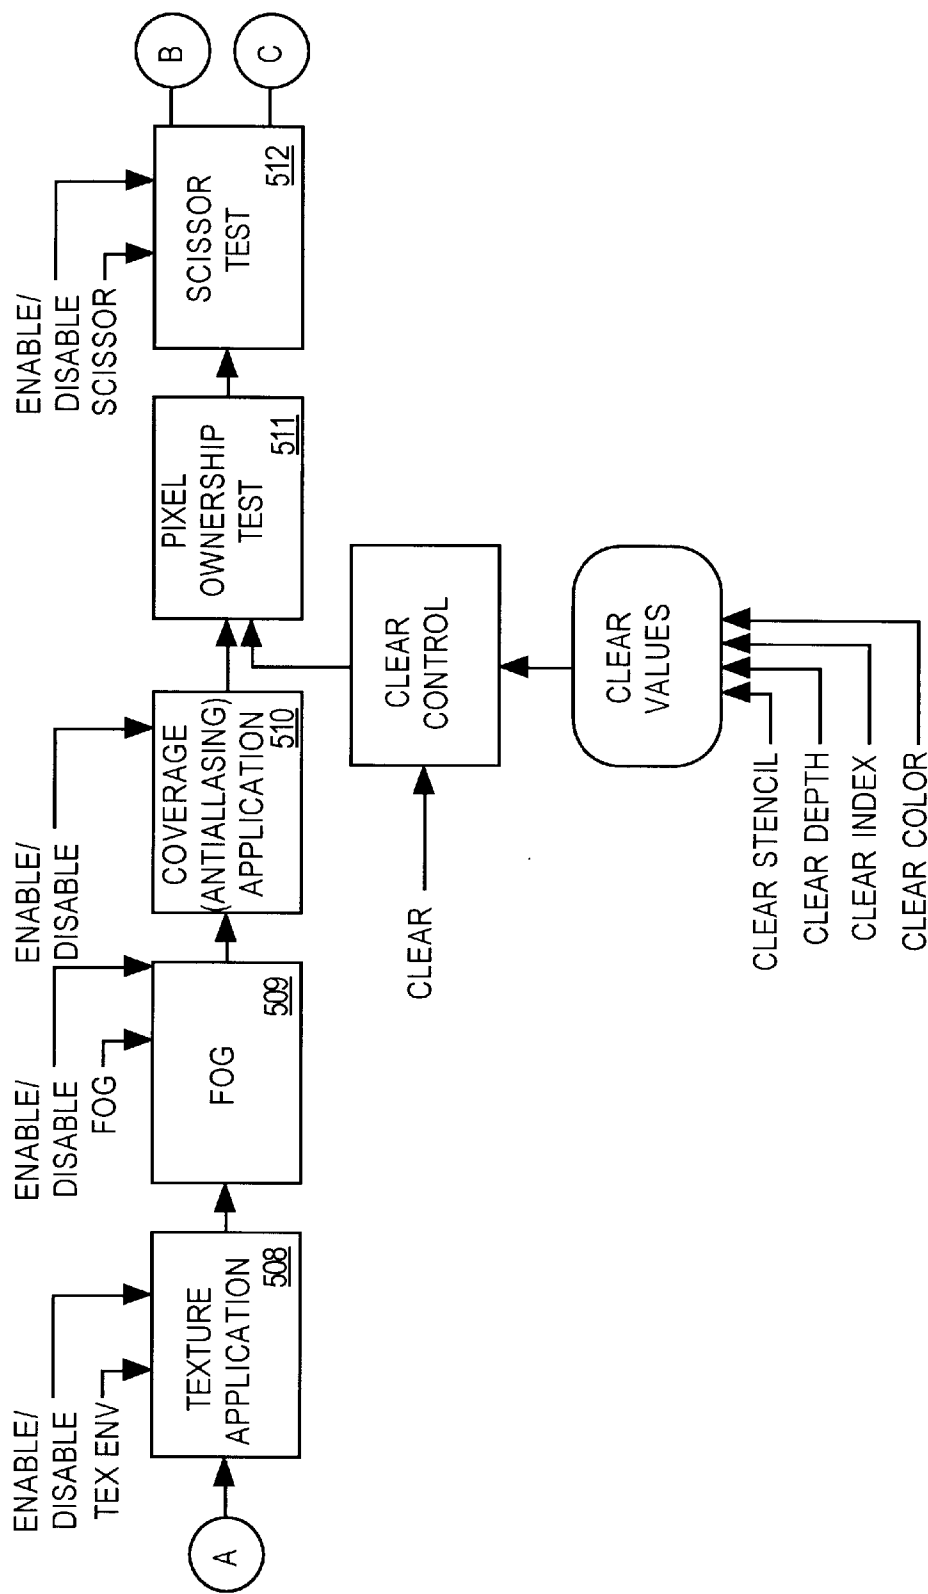 A
ENABLE/
DISABLE
TEX ENV
TEXTURE
APPLICATION
508
ENABLE/
DISABLE
FOG
FOG
509
ENABLE/
DISABLE
COVERAGE
(ANTIALLASING)
APPLICATION
510
PIXEL
OWNERSHIP
TEST
511
ENABLE/
DISABLE
SCISSOR
SCISSOR
TEST
512
B
C
CLEAR
CLEAR
CONTROL
CLEAR
VALUES
CLEAR STENCIL
CLEAR DEPTH
CLEAR INDEX
CLEAR COLOR